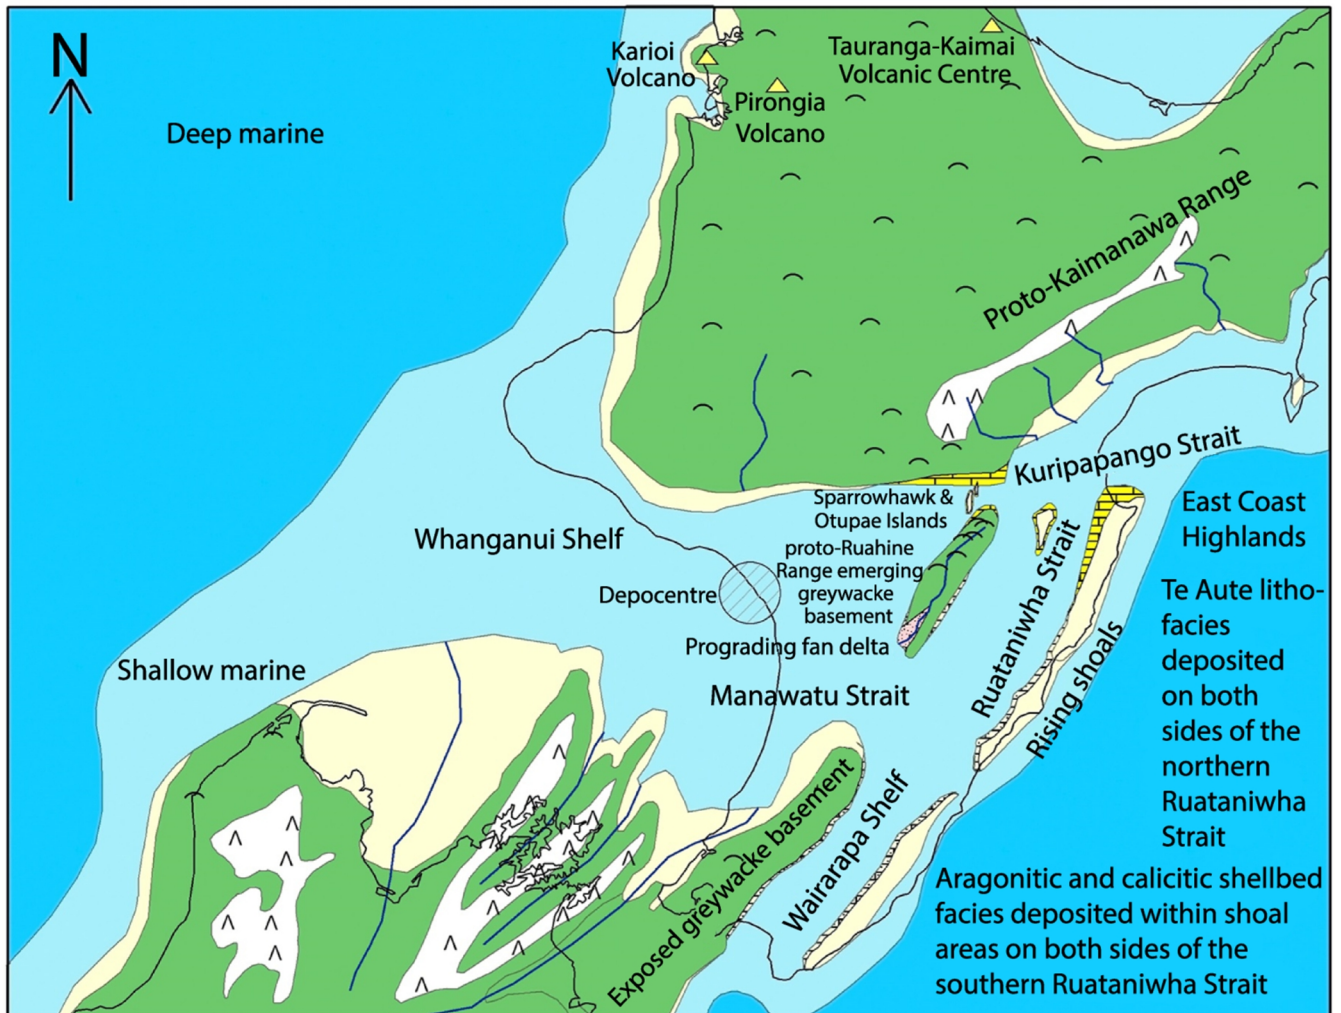 N
Deep marine
Karioi
Volcano
Pirongia
Volcano
Tauranga-Kaimai
Volcanic Centre
Proto-Kaimanawa Range
Kuripapango Strait
Sparrowhawk &
Otupae Islands
proto-Ruahine
Range emerging
greywacke
basement
Prograding fan delta
Whanganui Shelf
Depocentre
Manawatu Strait
Shallow marine
Ruataniwha Strait
Rising shoals
East Coast
Highlands
Te Aute litho-
facies
deposited
on both
sides of the
northern
Ruataniwha
Strait
Exposed greywacke basement
Wairarapa Shelf
Aragonitic and calicitic shellbed
facies deposited within shoal
areas on both sides of the
southern Ruataniwha Strait